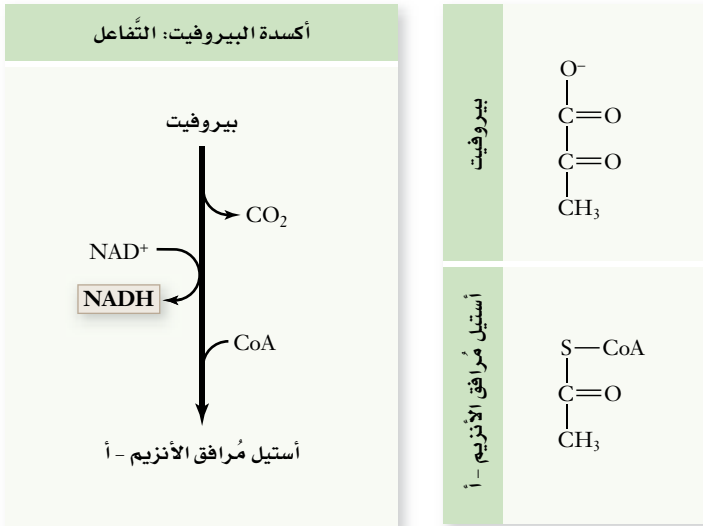 أكسدة البيروفيت: التَّفاعل
بيروفيت
CO₂
NAD⁺
NADH
CoA
أستيل مُرافق الأنزيم – أ
بيروفيت
O⁻
C=O
C=O
CH₃
أستيل مُرافق الأنزيم – أ
S—CoA
C=O
CH₃